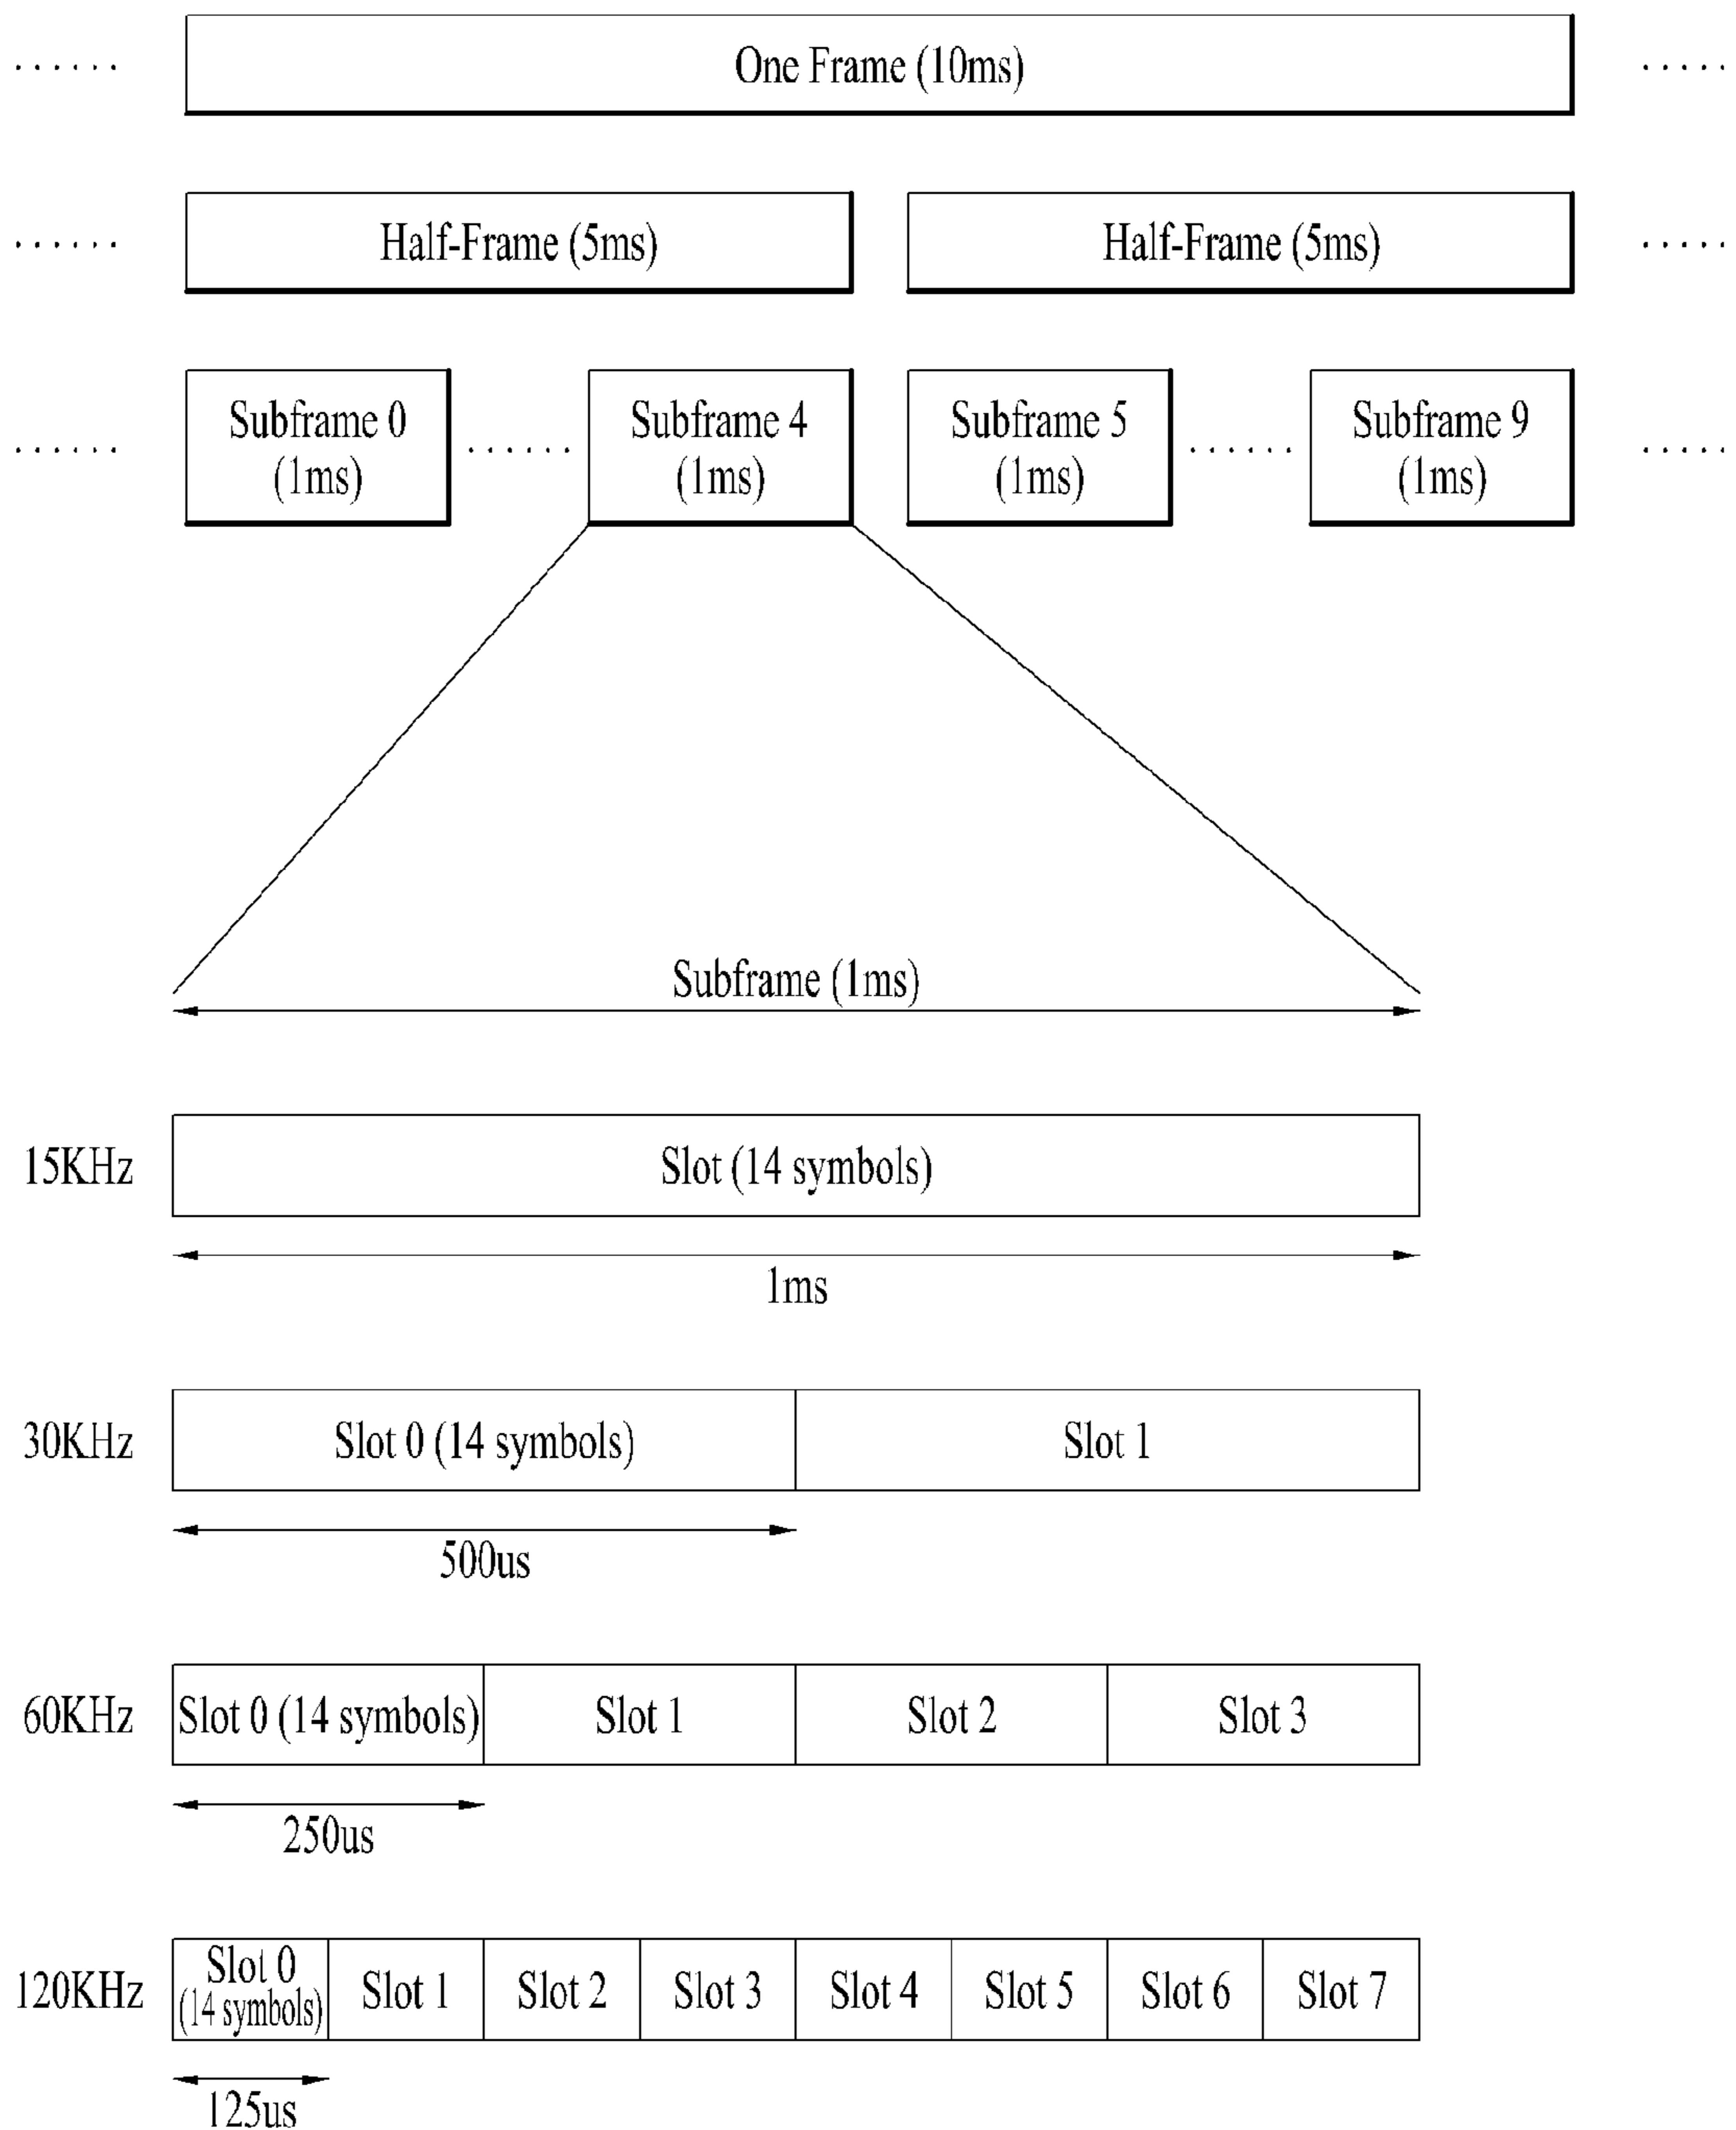 ...... One Frame (10ms) .....
...... Half-Frame (5ms) Half-Frame (5ms) .....
Subframe 0 Subframe 4 Subframe 5 Subframe 9
...... (1ms) ...... (1ms) (1ms) ...... (1ms) .....
Subframe (1ms)
15KHz Slot (14 symbols)
1ms
30KHz Slot 0 (14 symbols) Slot 1
500us
60KHz Slot 0 (14 symbols) Slot 1 Slot 2 Slot 3
250us
120KHz Slot 0 (14 symbols) Slot 1 Slot 2 Slot 3 Slot 4 Slot 5 Slot 6 Slot 7
125us